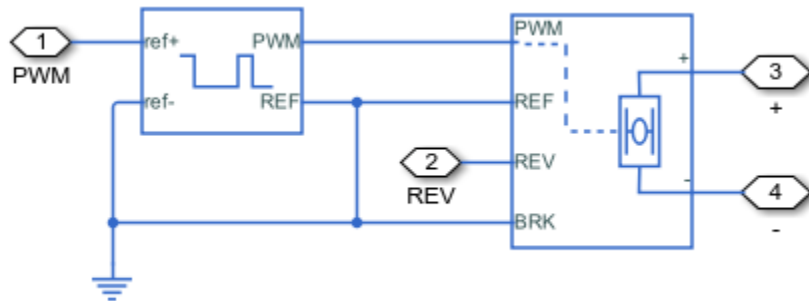 1
PWM
ref+
PWM
ref-
REF
PWM
REF
2
REV
REV
BRK
+
-
3
+
4
-